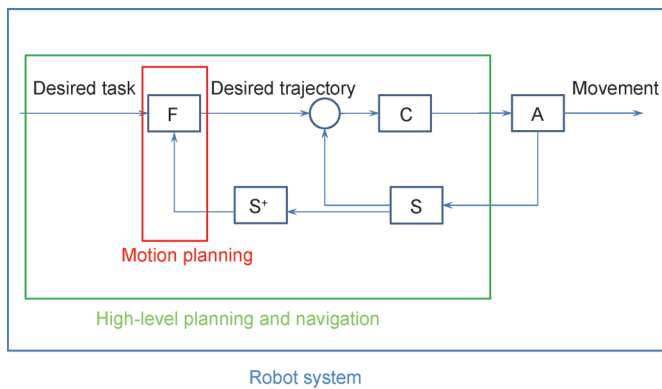 Desired task
Desired trajectory
Movement
F
C
A
S⁺
S
Motion planning
High-level planning and navigation
Robot system